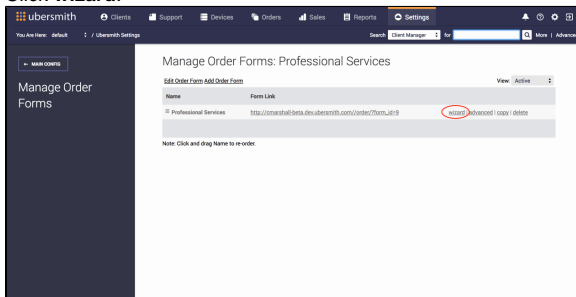 Click wizard.
ubersmith Clients Support Devices Orders Sales Reports Settings
You Are Here: default / Ubersmith Settings Search Client Manager for More | Advance
← MAIN CONFIG
Manage Order
Forms
Manage Order Forms: Professional Services
Edit Order Form Add Order Form View: Active
Name Form Link
Professional Services http://cmarshall-beta.dev.ubersmith.com//order/?form_id=9 wizard | advanced | copy | delete
Note: Click and drag Name to re-order.